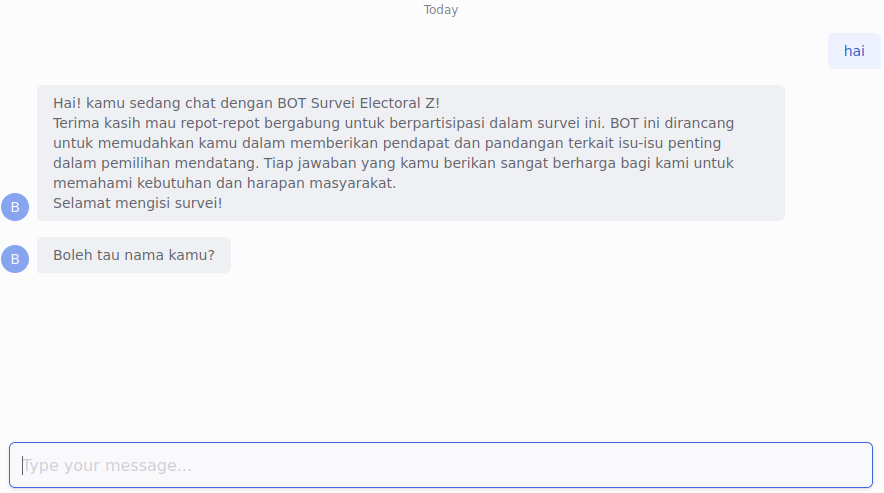 Today
hai
Hai! kamu sedang chat dengan BOT Survei Electoral Z!
Terima kasih mau repot-repot bergabung untuk berpartisipasi dalam survei ini. BOT ini dirancang
untuk memudahkan kamu dalam memberikan pendapat dan pandangan terkait isu-isu penting
dalam pemilihan mendatang. Tiap jawaban yang kamu berikan sangat berharga bagi kami untuk
memahami kebutuhan dan harapan masyarakat.
Selamat mengisi survei!
B
Boleh tau nama kamu?
B
Type your message...